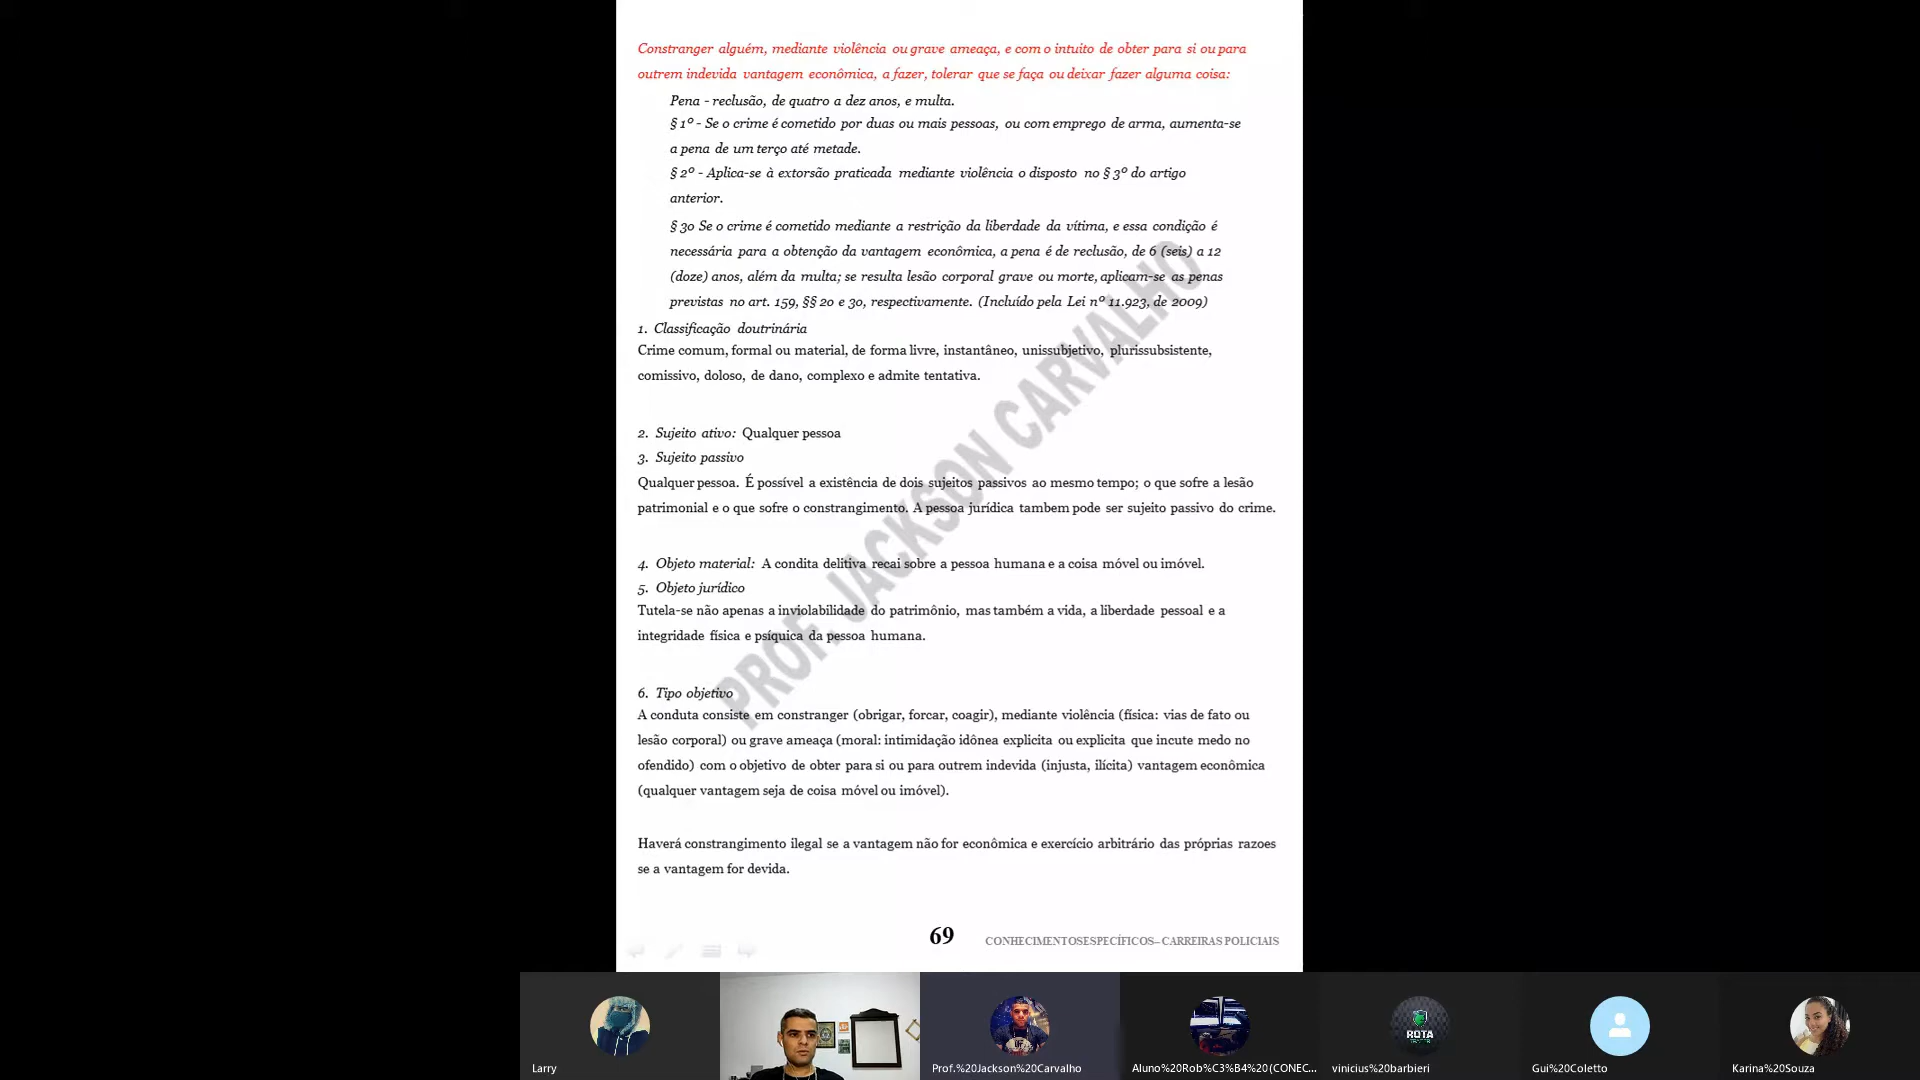 Constranger alguém, mediante violência ou grave ameaça, e com o intuito de obter para si ou para
outrem indevida vantagem econômica, a fazer, tolerar que se faça ou deixar fazer alguma coisa:
Pena - reclusão, de quatro a dez anos, e multa.
§ 1º - Se o crime é cometido por duas ou mais pessoas, ou com emprego de arma, aumenta-se
a pena de um terço até metade.
§ 2º - Aplica-se à extorsão praticada mediante violência o disposto no § 3º do artigo
anterior.
§ 3o Se o crime é cometido mediante a restrição da liberdade da vítima, e essa condição é
necessária para a obtenção da vantagem econômica, a pena é de reclusão, de 6 (seis) a 12
(doze) anos, além da multa; se resulta lesão corporal grave ou morte, aplicam-se as penas
previstas no art. 159, §§ 2o e 3o, respectivamente. (Incluído pela Lei nº 11.923, de 2009)
1. Classificação doutrinária
Crime comum, formal ou material, de forma livre, instantâneo, unissubjetivo, plurissubsistente,
comissivo, doloso, de dano, complexo e admite tentativa.
2. Sujeito ativo: Qualquer pessoa
3. Sujeito passivo
Qualquer pessoa. É possível a existência de dois sujeitos passivos ao mesmo tempo; o que sofre a lesão
patrimonial e o que sofre o constrangimento. A pessoa jurídica tambem pode ser sujeito passivo do crime.
4. Objeto material: A condita delitiva recai sobre a pessoa humana e a coisa móvel ou imóvel.
5. Objeto jurídico
Tutela-se não apenas a inviolabilidade do patrimônio, mas também a vida, a liberdade pessoal e a
integridade física e psíquica da pessoa humana.
6. Tipo objetivo
A conduta consiste em constranger (obrigar, forcar, coagir), mediante violência (física: vias de fato ou
lesão corporal) ou grave ameaça (moral: intimidação idônea explicita ou explicita que incute medo no
ofendido) com o objetivo de obter para si ou para outrem indevida (injusta, ilícita) vantagem econômica
(qualquer vantagem seja de coisa móvel ou imóvel).
Haverá constrangimento ilegal se a vantagem não for econômica e exercício arbitrário das próprias razoes
se a vantagem for devida.
PROF. JACKSON CARVALHO
69 CONHECIMENTOS ESPECÍFICOS – CARREIRAS POLICIAIS
ROTA
Larry
Prof.%20Jackson%20Carvalho
Aluno%20Rob%C3%B4%20(CONEC...
vinicius%20barbieri
Gui%20Coletto
Karina%20Souza